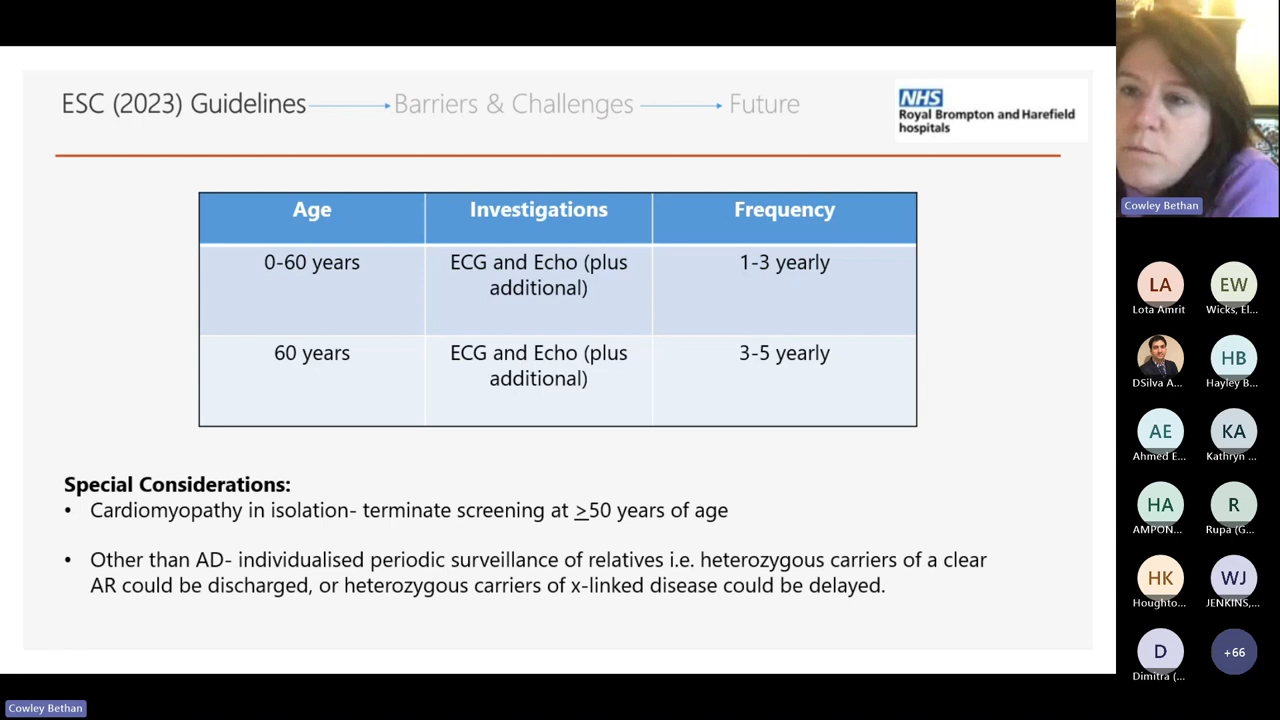 ESC (2023) Guidelines Barriers & Challenges Future
NHS
Royal Brompton and Harefield
hospitals
Age Investigations Frequency
0-60 years ECG and Echo (plus additional) 1-3 yearly
60 years ECG and Echo (plus additional) 3-5 yearly
Special Considerations:
• Cardiomyopathy in isolation- terminate screening at >50 years of age
• Other than AD- individualised periodic surveillance of relatives i.e. heterozygous carriers of a clear
AR could be discharged, or heterozygous carriers of x-linked disease could be delayed.
Cowley Bethan
LA EW
Lota Amrit Wicks, El...
HB
DSilva A... Hayley B...
AE KA
Ahmed E... Kathryn ...
HA R
AMPON... Rupa (G...
HK WJ
Houghto... JENKINS,...
D +66
Dimitra (...
Cowley Bethan